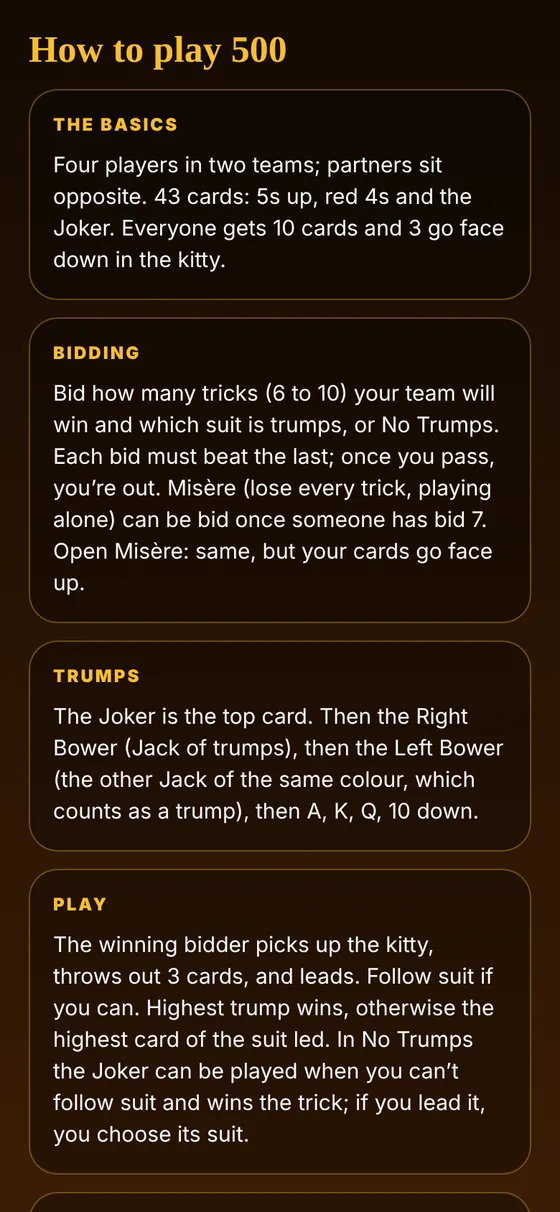 How to play 500
THE BASICS
Four players in two teams; partners sit
opposite. 43 cards: 5s up, red 4s and the
Joker. Everyone gets 10 cards and 3 go face
down in the kitty.
BIDDING
Bid how many tricks (6 to 10) your team will
win and which suit is trumps, or No Trumps.
Each bid must beat the last; once you pass,
you’re out. Misère (lose every trick, playing
alone) can be bid once someone has bid 7.
Open Misère: same, but your cards go face
up.
TRUMPS
The Joker is the top card. Then the Right
Bower (Jack of trumps), then the Left Bower
(the other Jack of the same colour, which
counts as a trump), then A, K, Q, 10 down.
PLAY
The winning bidder picks up the kitty,
throws out 3 cards, and leads. Follow suit if
you can. Highest trump wins, otherwise the
highest card of the suit led. In No Trumps
the Joker can be played when you can’t
follow suit and wins the trick; if you lead it,
you choose its suit.